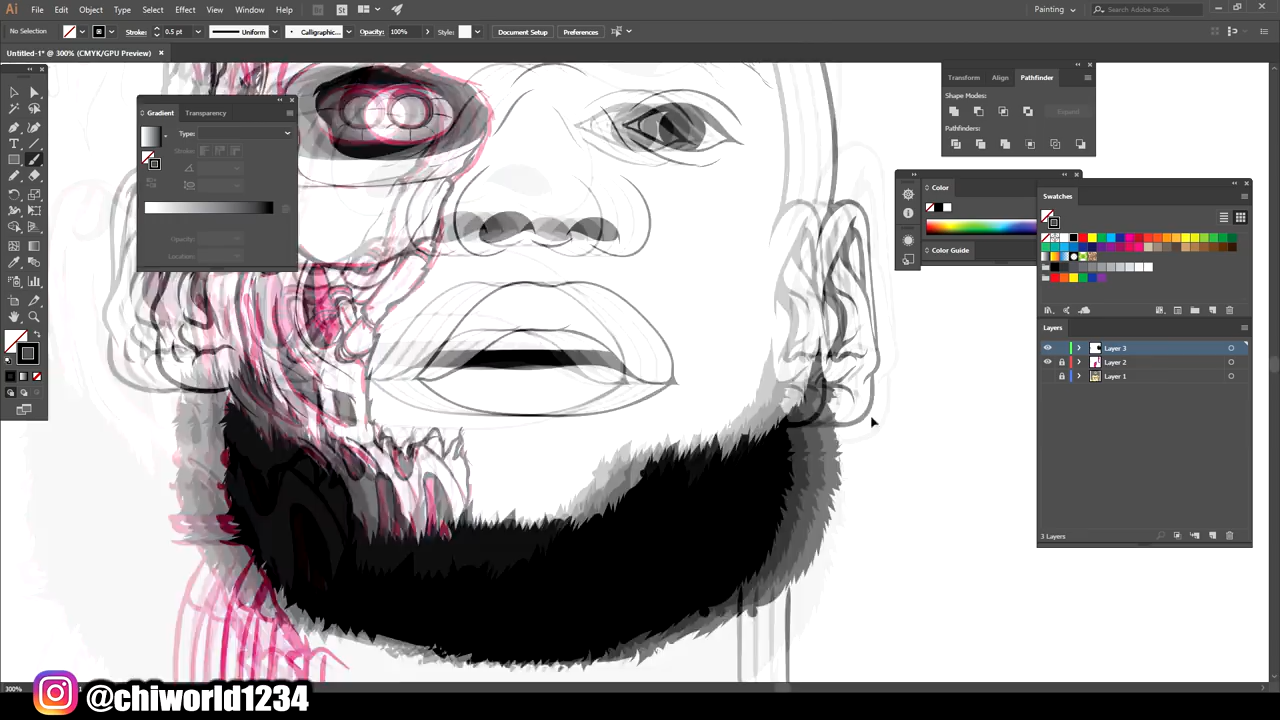 Ai File Edit Object Type Select Effect View Window Help Br St Painting Search Adobe Stock
No Selection Stroke: 0.5 pt Uniform Calligraphic... Opacity: 100% Style: Document Setup Preferences
Untitled-1* @ 300% (CMYK/GPU Preview)
Gradient Transparency
Type:
Stroke:
Opacity:
Location:
Transform Align Pathfinder
Shape Modes:
Expand
Pathfinders:
Color
Color Guide
Swatches
Layers
Layer 3
Layer 2
Layer 1
3 Layers
300%
@chiworld1234